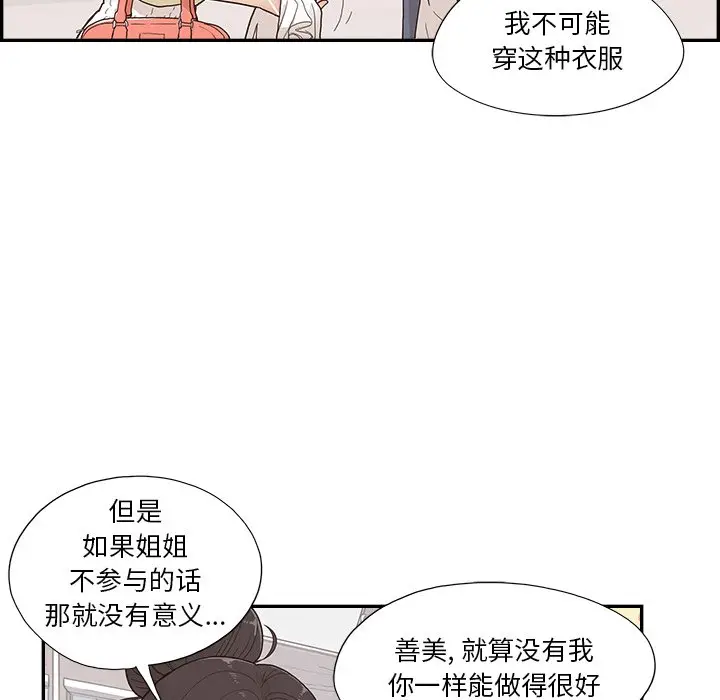 我不可能
穿这种衣服
但是
如果姐姐
不参与的话
那就没有意义...
善美, 就算没有我
你一样能做得很好